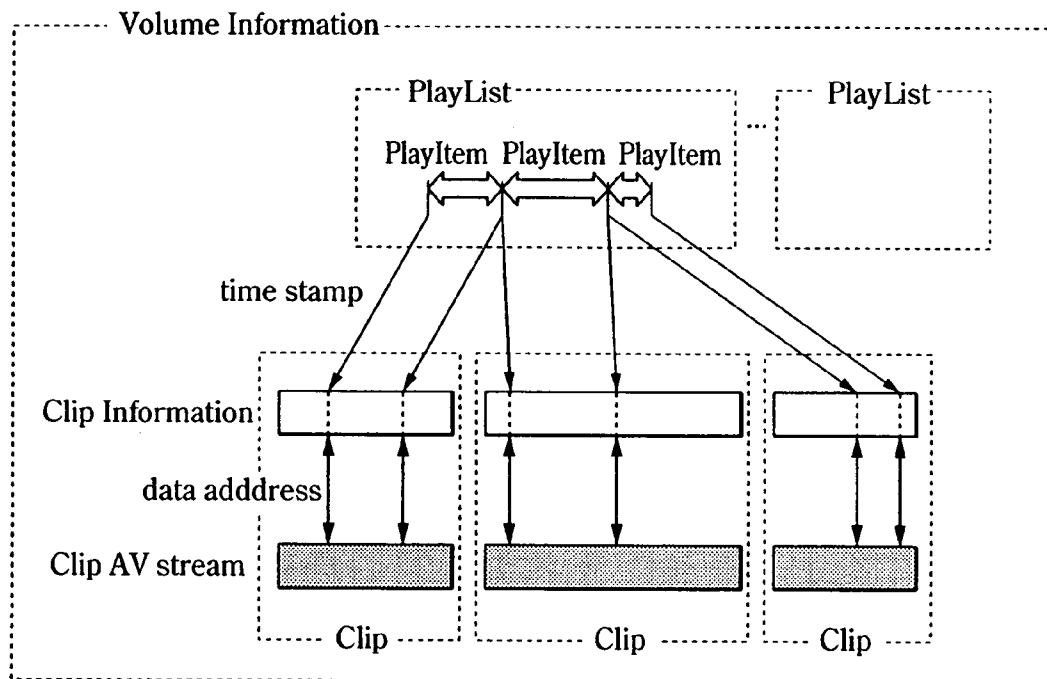 Volume Information
PlayList
PlayList
...
PlayItem PlayItem PlayItem
time stamp
Clip Information
data adddress
Clip AV stream
Clip
Clip
Clip